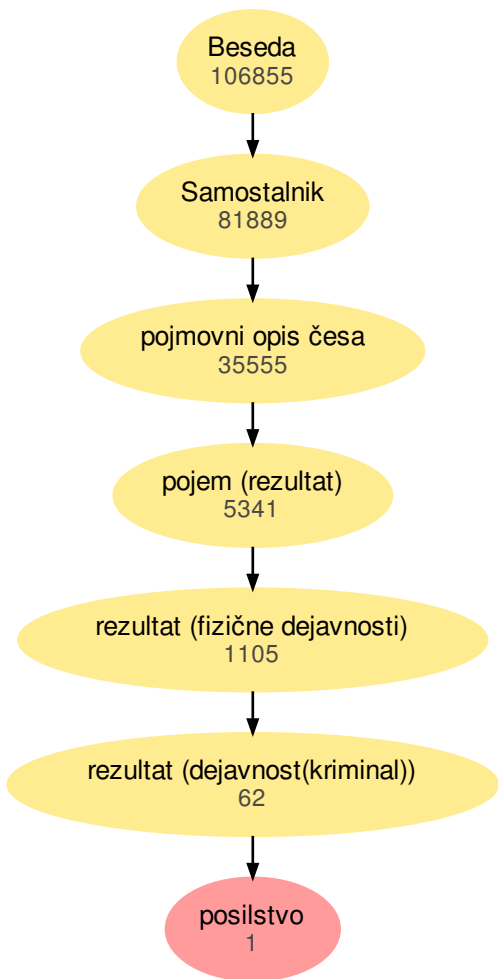 Beseda
106855
Samostalnik
81889
pojmovni opis česa
35555
pojem (rezultat)
5341
rezultat (fizične dejavnosti)
1105
rezultat (dejavnost(kriminal))
62
posilstvo
1